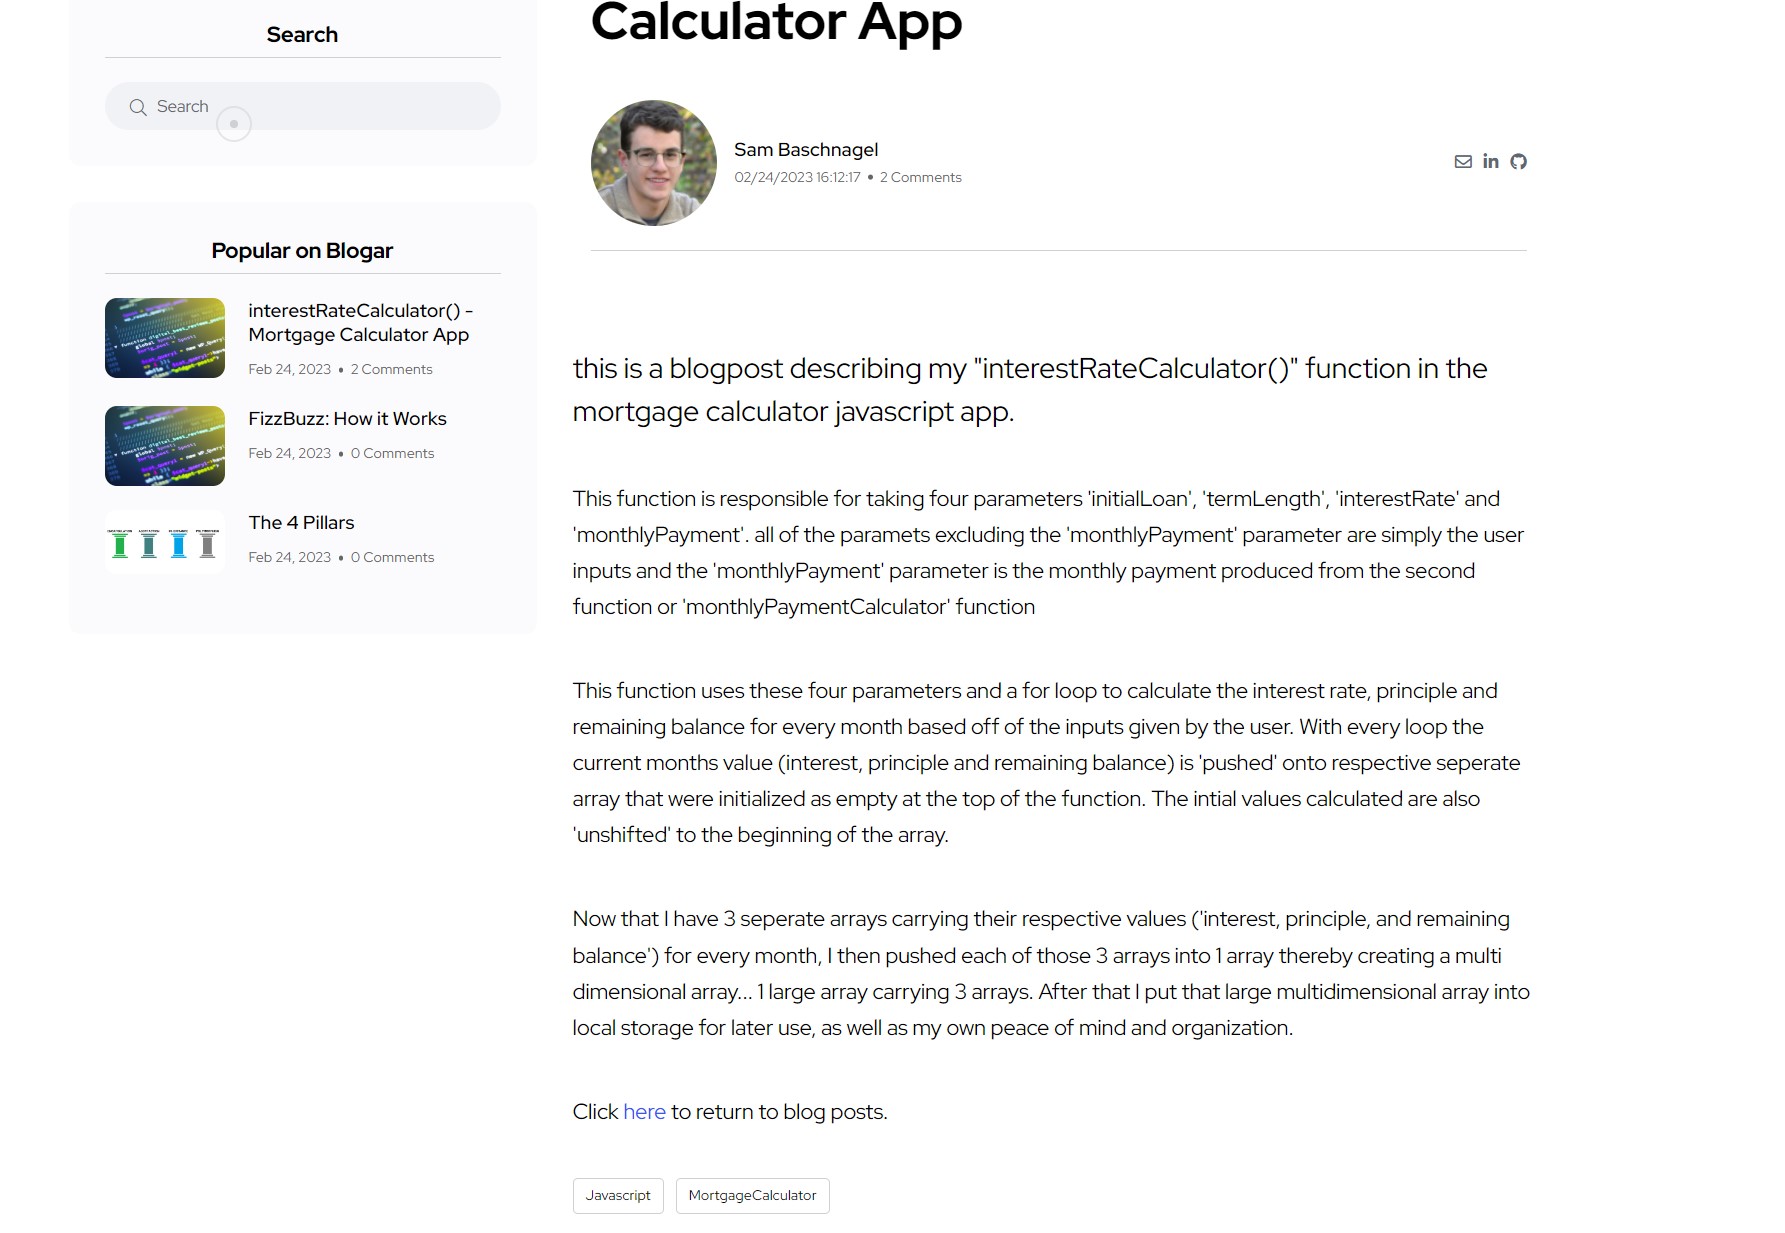 Search
Search
Popular on Blogar
interestRateCalculator() -
Mortgage Calculator App
Feb 24, 2023 • 2 Comments
FizzBuzz: How it Works
Feb 24, 2023 • 0 Comments
The 4 Pillars
Feb 24, 2023 • 0 Comments
Calculator App
Sam Baschnagel
02/24/2023 16:12:17 • 2 Comments
this is a blogpost describing my "interestRateCalculator()" function in the
mortgage calculator javascript app.
This function is responsible for taking four parameters 'initialLoan', 'termLength', 'interestRate' and
'monthlyPayment'. all of the paramets excluding the 'monthlyPayment' parameter are simply the user
inputs and the 'monthlyPayment' parameter is the monthly payment produced from the second
function or 'monthlyPaymentCalculator' function
This function uses these four parameters and a for loop to calculate the interest rate, principle and
remaining balance for every month based off of the inputs given by the user. With every loop the
current months value (interest, principle and remaining balance) is 'pushed' onto respective seperate
array that were initialized as empty at the top of the function. The intial values calculated are also
'unshifted' to the beginning of the array.
Now that I have 3 seperate arrays carrying their respective values ('interest, principle, and remaining
balance') for every month, I then pushed each of those 3 arrays into 1 array thereby creating a multi
dimensional array... 1 large array carrying 3 arrays. After that I put that large multidimensional array into
local storage for later use, as well as my own peace of mind and organization.
Click here to return to blog posts.
Javascript
MortgageCalculator